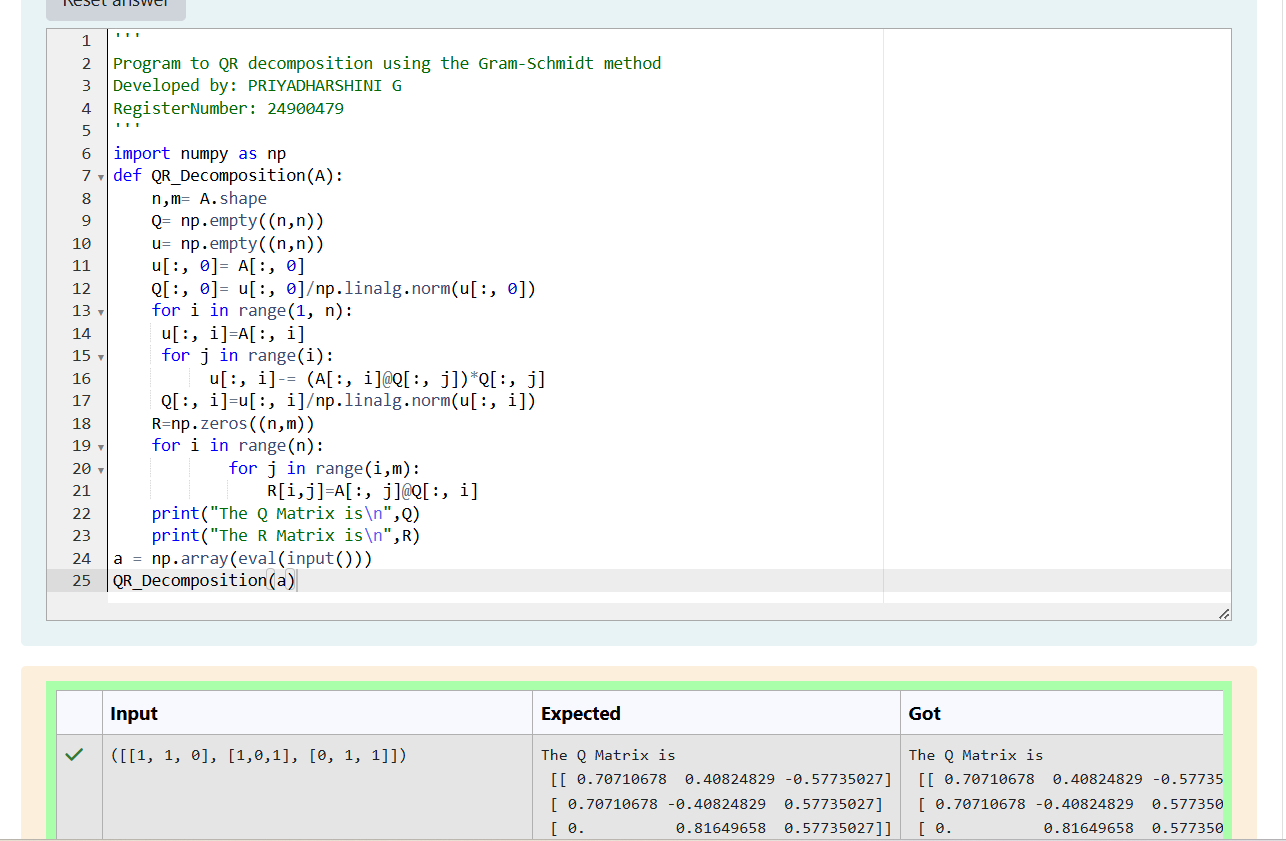 Reset answer
1 '''
2 Program to QR decomposition using the Gram-Schmidt method
3 Developed by: PRIYADHARSHINI G
4 RegisterNumber: 24900479
5 '''
6 import numpy as np
7 def QR_Decomposition(A):
8     n,m= A.shape
9     Q= np.empty((n,n))
10     u= np.empty((n,n))
11     u[:, 0]= A[:, 0]
12     Q[:, 0]= u[:, 0]/np.linalg.norm(u[:, 0])
13     for i in range(1, n):
14      u[:, i]=A[:, i]
15      for j in range(i):
16           u[:, i]-= (A[:, i]@Q[:, j])*Q[:, j]
17      Q[:, i]=u[:, i]/np.linalg.norm(u[:, i])
18     R=np.zeros((n,m))
19     for i in range(n):
20             for j in range(i,m):
21                 R[i,j]=A[:, j]@Q[:, i]
22     print("The Q Matrix is\n",Q)
23     print("The R Matrix is\n",R)
24 a = np.array(eval(input()))
25 QR_Decomposition(a)
Input Expected Got
([[1, 1, 0], [1,0,1], [0, 1, 1]]) The Q Matrix is The Q Matrix is
[[ 0.70710678  0.40824829 -0.57735027] [[ 0.70710678  0.40824829 -0.57735
[ 0.70710678 -0.40824829  0.57735027] [ 0.70710678 -0.40824829  0.577350
[ 0.          0.81649658  0.57735027]] [ 0.          0.81649658  0.577350